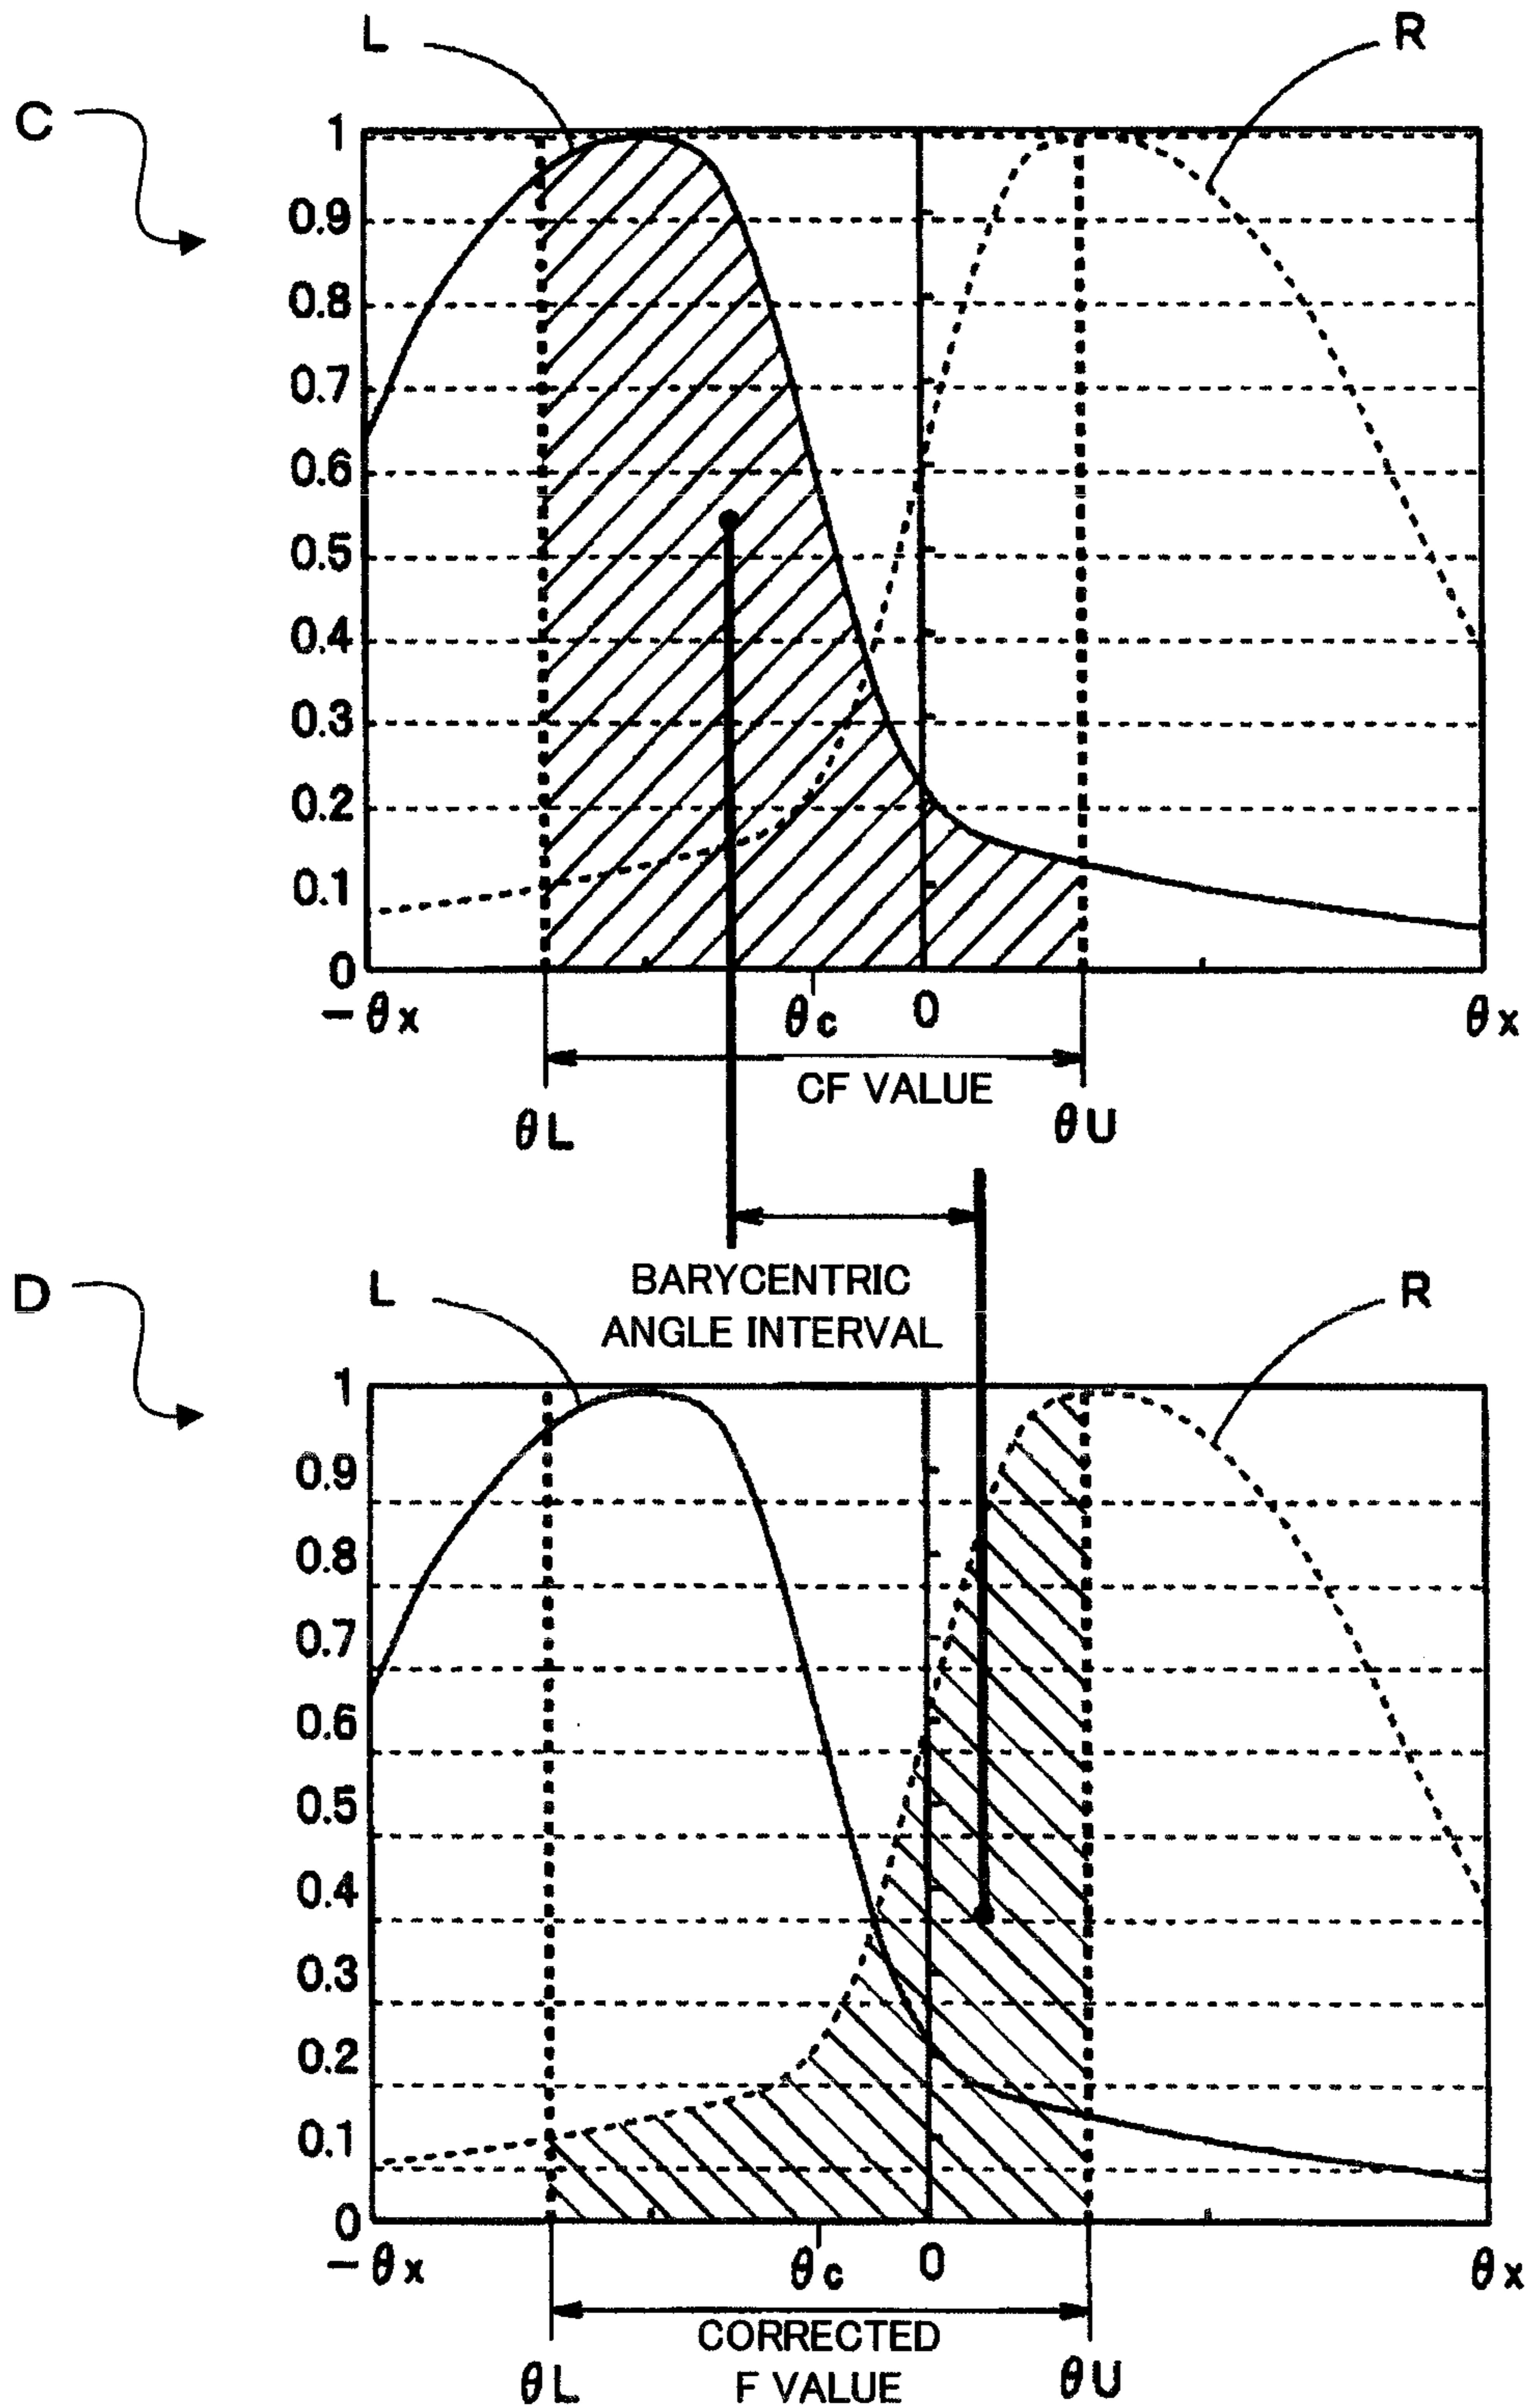 L
R
C
1
0.9
0.8
0.7
0.6
0.5
0.4
0.3
0.2
0.1
0
−θx
θc
0
θx
CF VALUE
θL
θU
BARYCENTRIC
ANGLE INTERVAL
D
L
R
1
0.9
0.8
0.7
0.6
0.5
0.4
0.3
0.2
0.1
0
−θx
θc
0
θx
CORRECTED
F VALUE
θL
θU